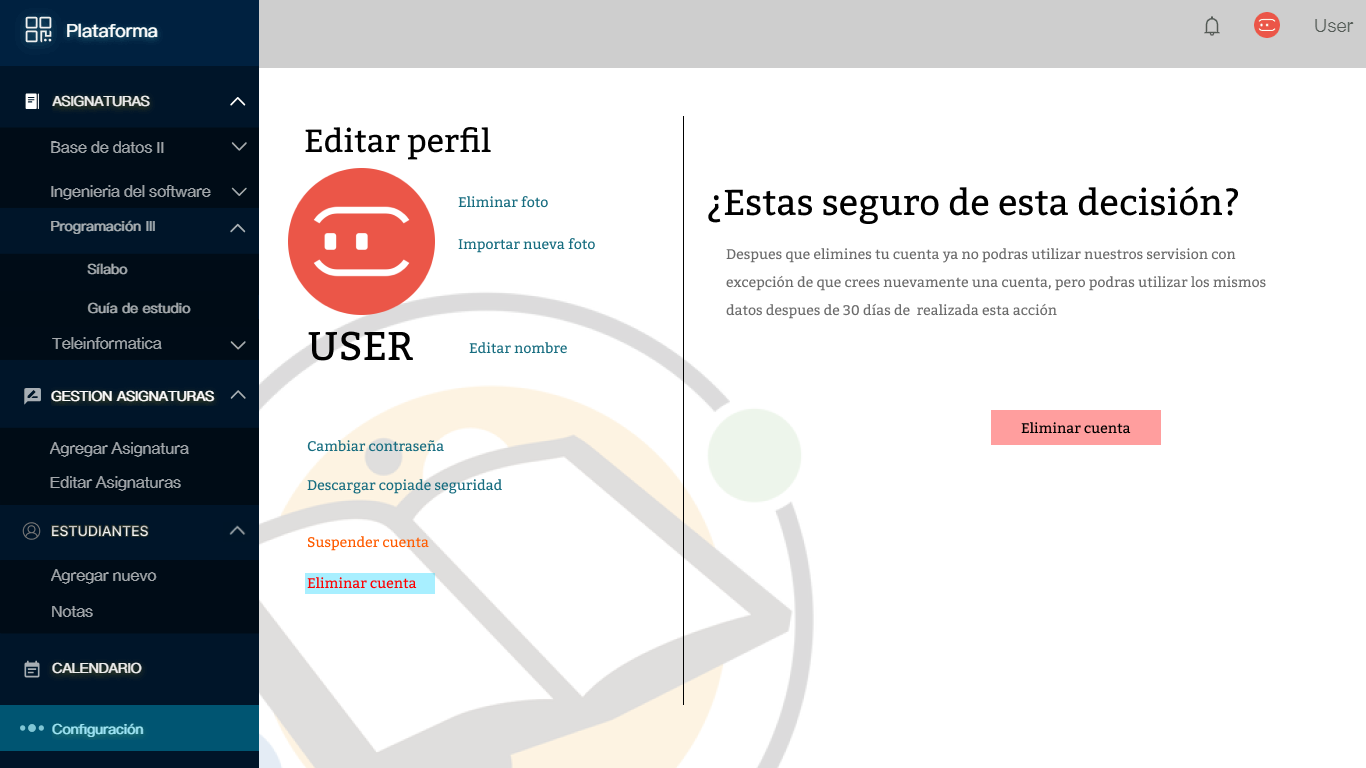 Plataforma
User
ASIGNATURAS
Base de datos II
Ingenieria del software
Programación III
Sílabo
Guía de estudio
Teleinformatica
GESTION ASIGNATURAS
Agregar Asignatura
Editar Asignaturas
ESTUDIANTES
Agregar nuevo
Notas
CALENDARIO
Configuración
Editar perfil
Eliminar foto
Importar nueva foto
USER
Editar nombre
Cambiar contraseña
Descargar copiade seguridad
Suspender cuenta
Eliminar cuenta
¿Estas seguro de esta decisión?
Despues que elimines tu cuenta ya no podras utilizar nuestros servision con
excepción de que crees nuevamente una cuenta, pero podras utilizar los mismos
datos despues de 30 días de  realizada esta acción
Eliminar cuenta